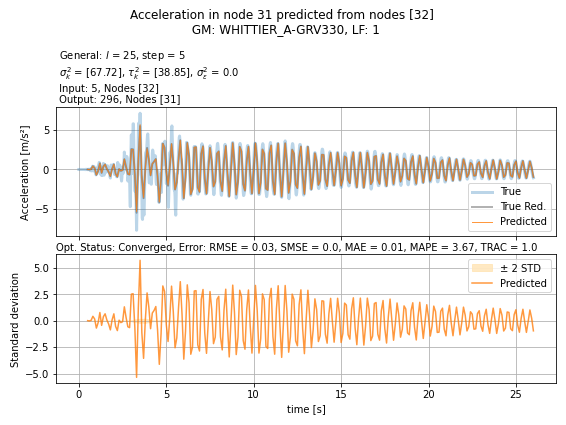 Acceleration in node 31 predicted from nodes [32]
GM: WHITTIER_A-GRV330, LF: 1
General: l = 25, step = 5
σ²ₖ = [67.72], τ²ₖ = [38.85], σ²ε = 0.0
Input: 5, Nodes [32]
Output: 296, Nodes [31]
Acceleration [m/s²]
5
0
−5
True
True Red.
Predicted
Opt. Status: Converged, Error: RMSE = 0.03, SMSE = 0.0, MAE = 0.01, MAPE = 3.67, TRAC = 1.0
Standard deviation
5.0
2.5
0.0
−2.5
−5.0
± 2 STD
Predicted
0 5 10 15 20 25
time [s]